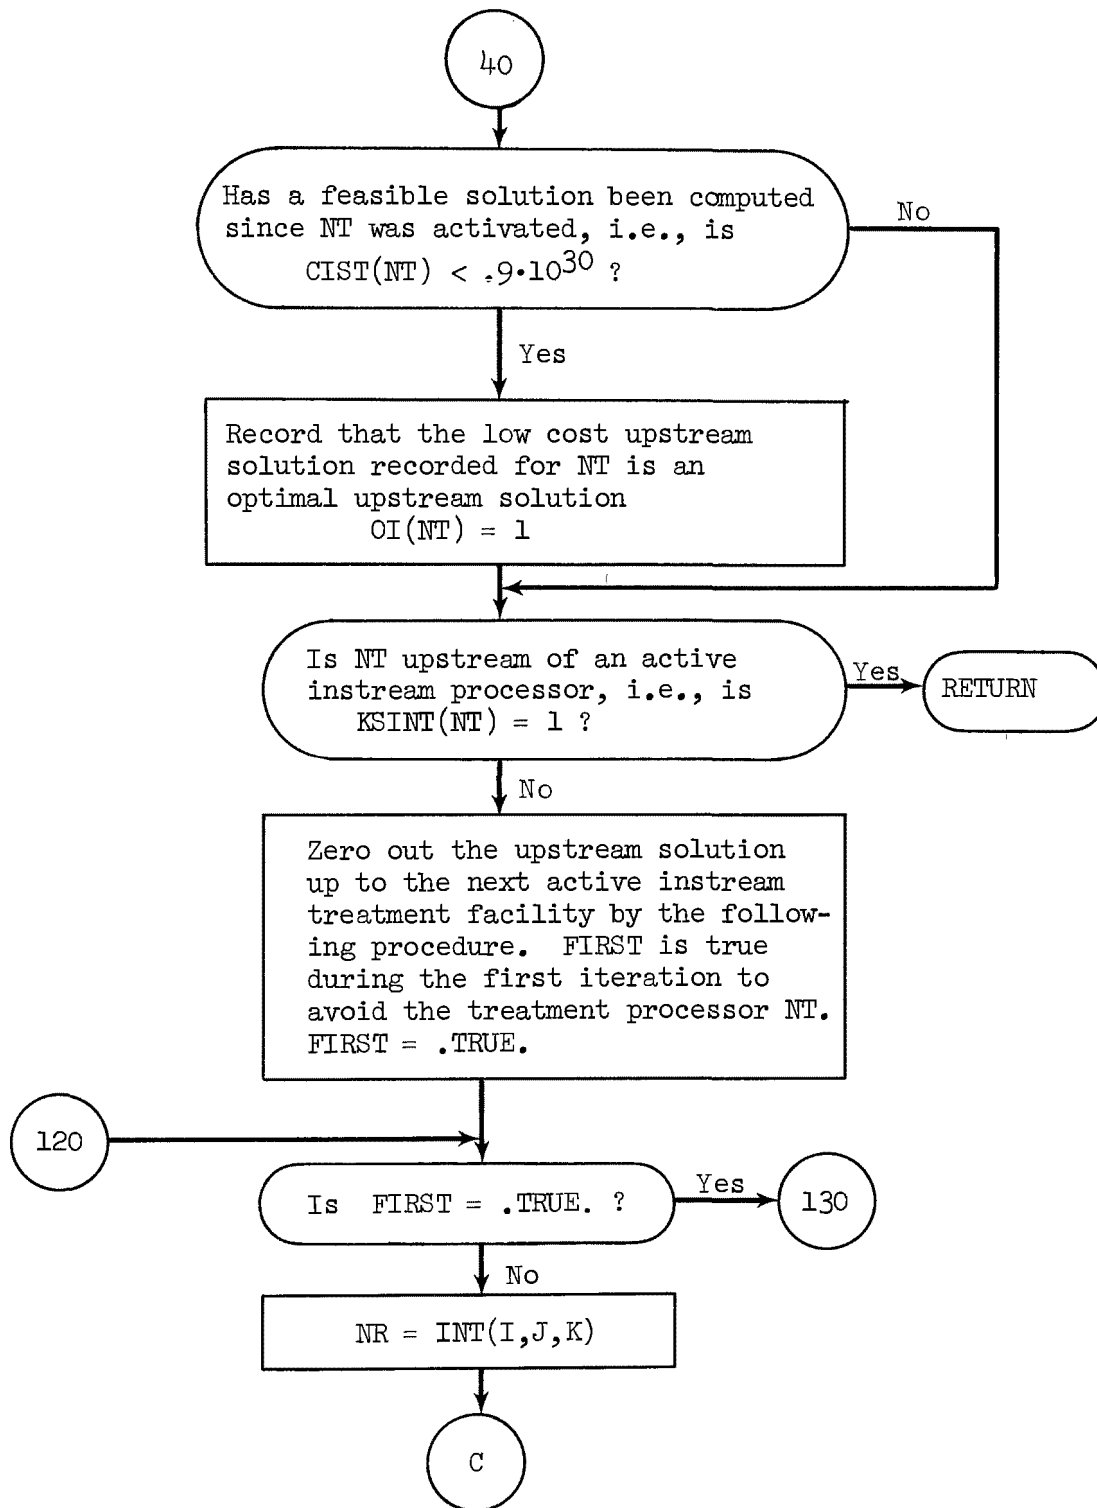 40
Has a feasible solution been computed
since NT was activated, i.e., is
CIST(NT) < .9·10^30 ?
No
Yes
Record that the low cost upstream
solution recorded for NT is an
optimal upstream solution
OI(NT) = 1
Is NT upstream of an active
instream processor, i.e., is
KSINT(NT) = 1 ?
Yes
RETURN
No
Zero out the upstream solution
up to the next active instream
treatment facility by the follow-
ing procedure. FIRST is true
during the first iteration to
avoid the treatment processor NT.
FIRST = .TRUE.
120
Is FIRST = .TRUE. ?
Yes
130
No
NR = INT(I,J,K)
C